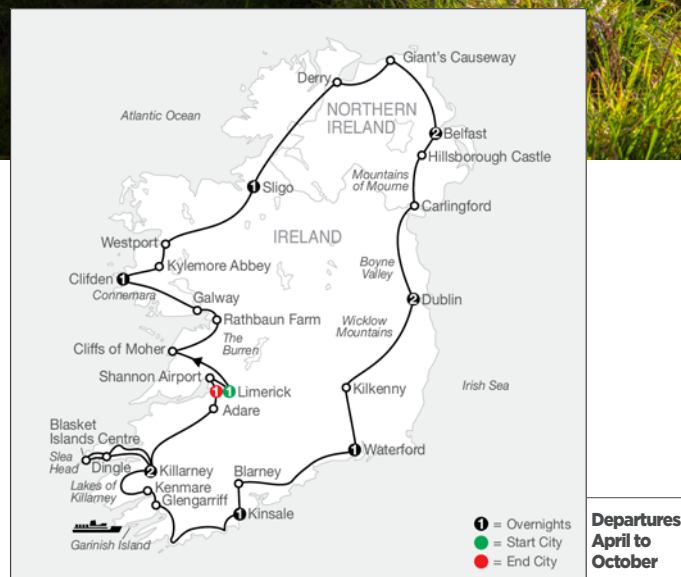 Giant's Causeway
Derry
NORTHERN
IRELAND
Atlantic Ocean
2 Belfast
Hillsborough Castle
Mountains
of Mourne
1 Sligo
Carlingford
IRELAND
Westport
Boyne
Valley
Kylemore Abbey
Clifden 1
Connemara
Galway
2 Dublin
Rathbaun Farm
Wicklow
Mountains
The
Burren
Cliffs of Moher
Shannon Airport
Irish Sea
1 1 Limerick
Kilkenny
Adare
Blasket
Islands Centre
Slea
Head
Dingle
2 Killarney
1 Waterford
Blarney
Lakes of
Killarney
Kenmare
Glengarriff
1 Kinsale
Garinish Island
1 = Overnights
= Start City
= End City
Departures
April to
October